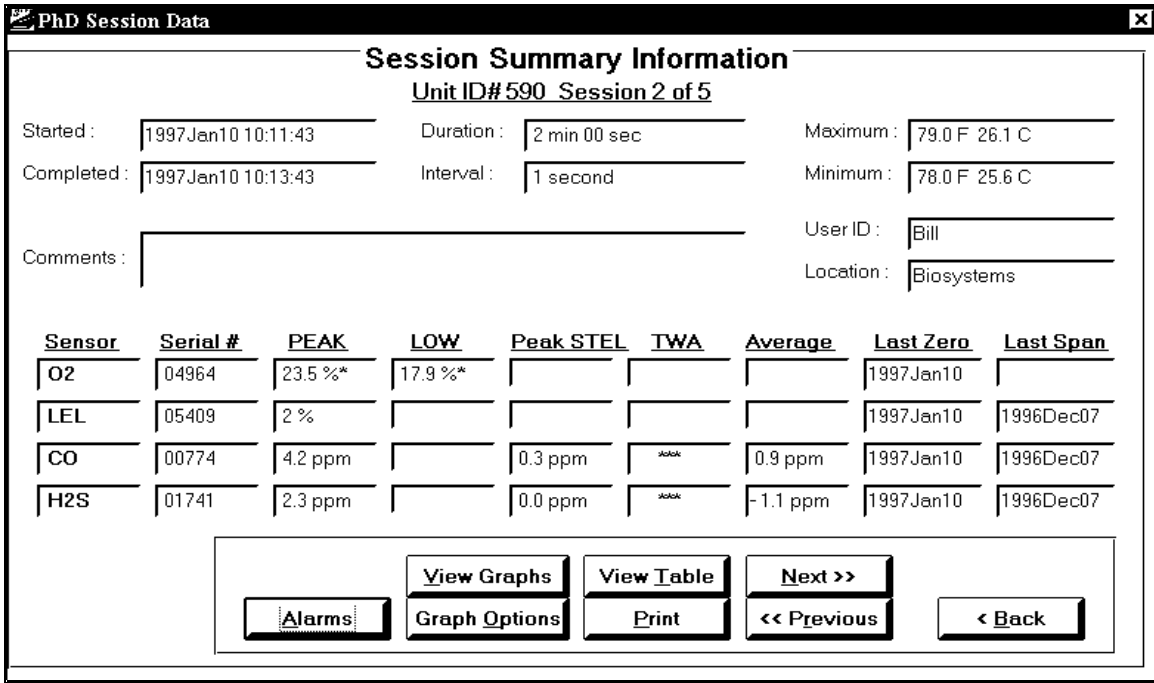 PhD Session Data
Session Summary Information
Unit ID# 590 Session 2 of 5
Started : 1997Jan10 10:11:43 Duration : 2 min 00 sec Maximum : 79.0 F 26.1 C
Completed : 1997Jan10 10:13:43 Interval : 1 second Minimum : 78.0 F 25.6 C
User ID : Bill
Comments :
Location : Biosystems
Sensor Serial # PEAK LOW Peak STEL TWA Average Last Zero Last Span
O2 04964 23.5 %* 17.9 %* 1997Jan10
LEL 05409 2 % 1997Jan10 1996Dec07
CO 00774 4.2 ppm 0.3 ppm *** 0.9 ppm 1997Jan10 1996Dec07
H2S 01741 2.3 ppm 0.0 ppm *** -1.1 ppm 1997Jan10 1996Dec07
View Graphs View Table Next >>
Alarms Graph Options Print << Previous < Back